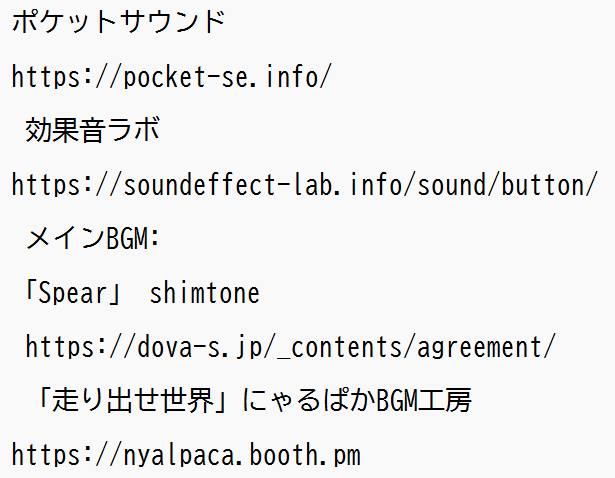 ポケットサウンド
https://pocket-se.info/
効果音ラボ
https://soundeffect-lab.info/sound/button/
メインBGM:
「Spear」 shimtone
https://dova-s.jp/_contents/agreement/
「走り出せ世界」にゃるぱかBGM工房
https://nyalpaca.booth.pm